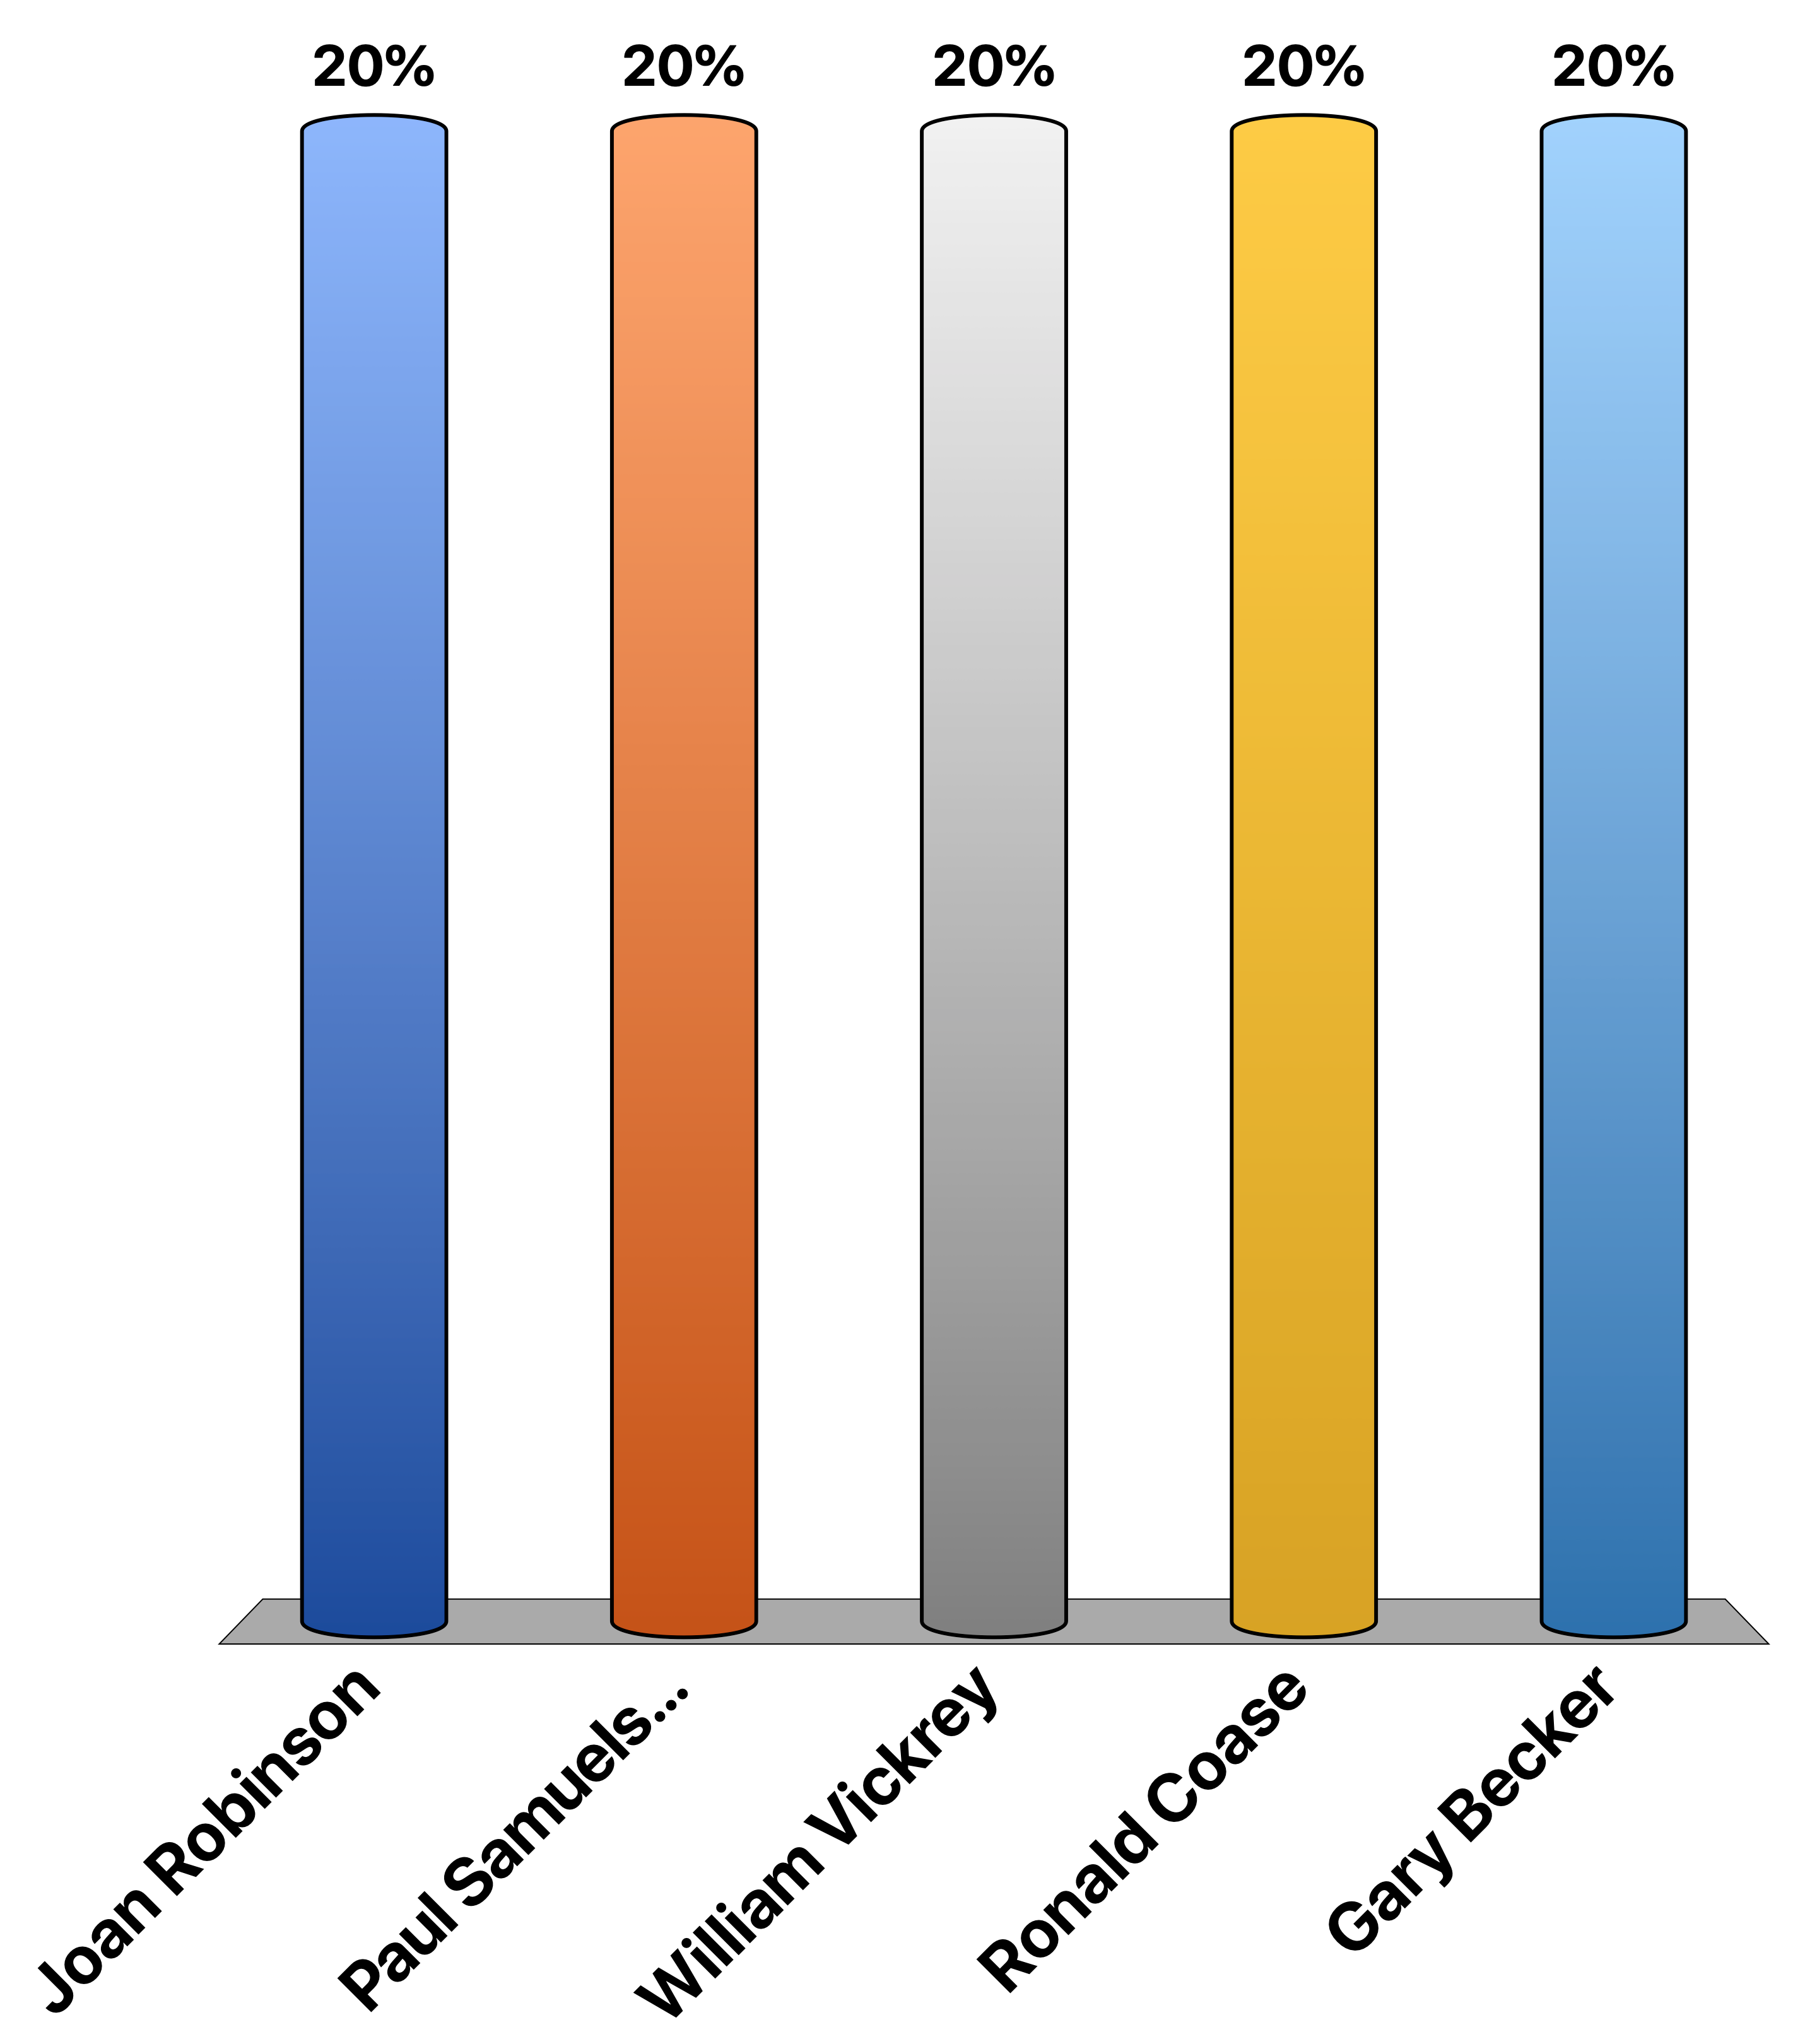 20% 20% 20% 20% 20%
Joan Robinson
Paul Samuels...
William Vickrey
Ronald Coase
Gary Becker